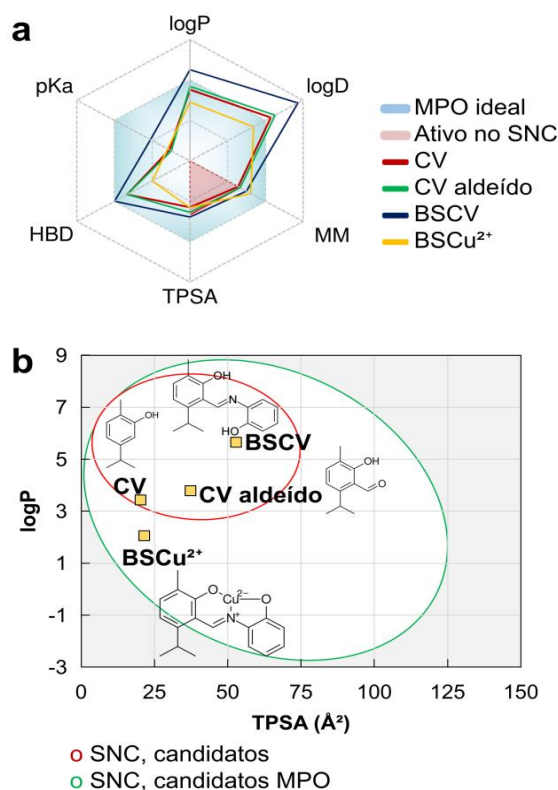 a
logP
pKa
logD
HBD
MM
TPSA
MPO ideal
Ativo no SNC
CV
CV aldeído
BSCV
BSCu²⁺
b
9
7
5
3
1
-1
-3
logP
OH
OH
N
HO
BSCV
OH
O
CV
CV aldeído
BSCu²⁺
O
Cu²⁻
O
N⁺
0
25
50
75
100
125
150
TPSA (Å²)
o SNC, candidatos
o SNC, candidatos MPO